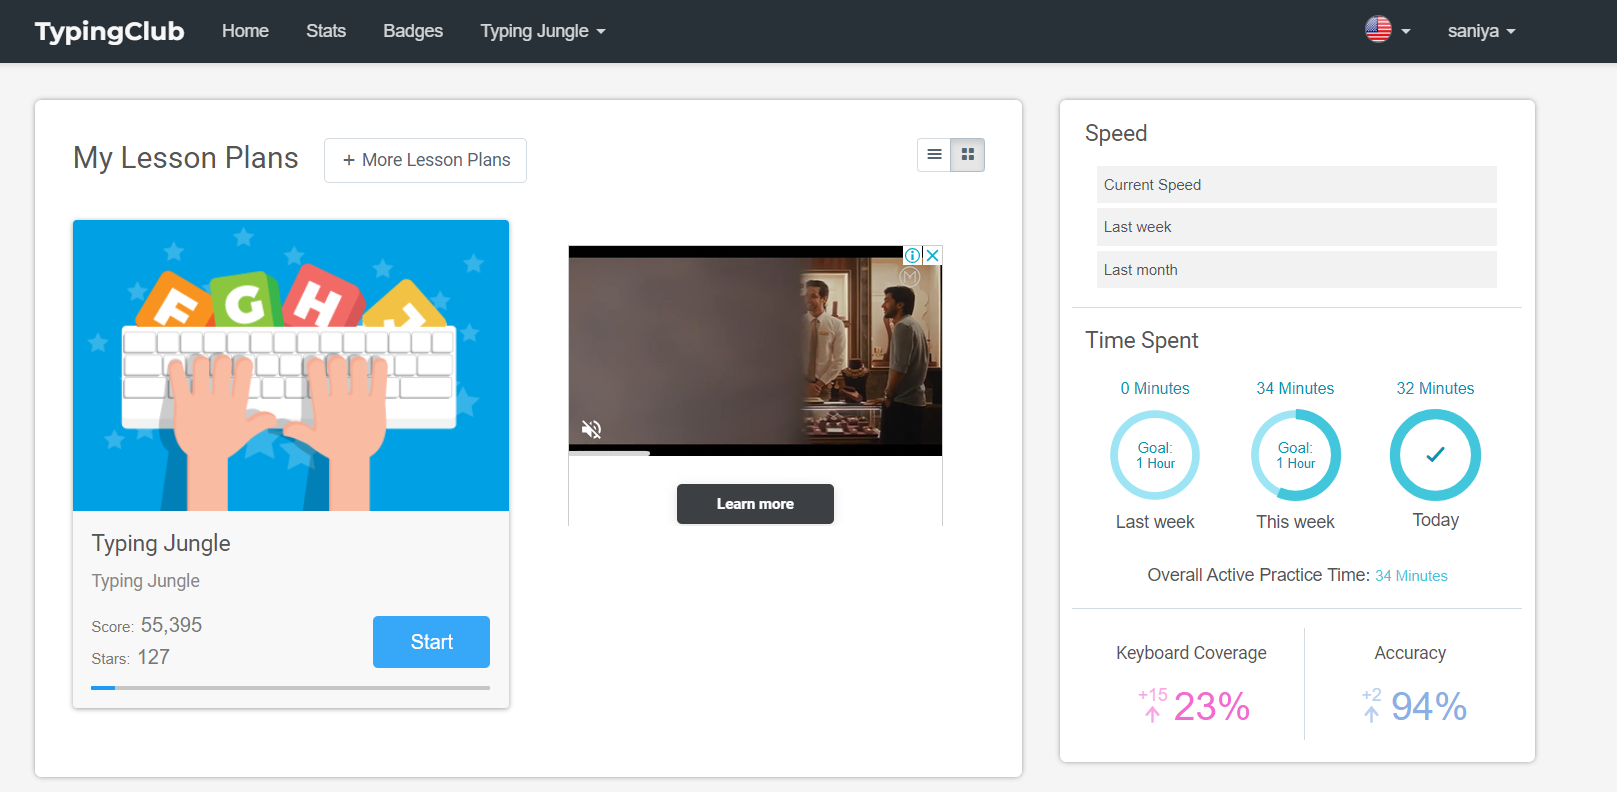 TypingClub
Home
Stats
Badges
Typing Jungle
saniya
My Lesson Plans
+ More Lesson Plans
F
G
H
Learn more
Typing Jungle
Typing Jungle
Score: 55,395
Stars: 127
Start
Speed
Current Speed
Last week
Last month
Time Spent
0 Minutes
34 Minutes
32 Minutes
Goal:
1 Hour
Goal:
1 Hour
Last week
This week
Today
Overall Active Practice Time: 34 Minutes
Keyboard Coverage
+15
23%
Accuracy
+2
94%